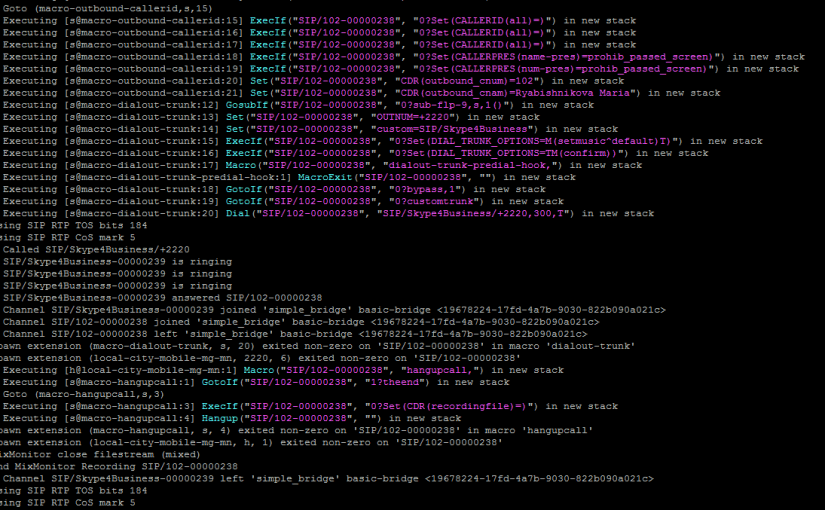 Goto (macro-outbound-callerid,s,15)
Executing [s@macro-outbound-callerid:15] ExecIf("SIP/102-00000238", "0?Set(CALLERID(all)=)") in new stack
Executing [s@macro-outbound-callerid:16] ExecIf("SIP/102-00000238", "0?Set(CALLERID(all)=)") in new stack
Executing [s@macro-outbound-callerid:17] ExecIf("SIP/102-00000238", "0?Set(CALLERID(all)=)") in new stack
Executing [s@macro-outbound-callerid:18] ExecIf("SIP/102-00000238", "0?Set(CALLERPRES(name-pres)=prohib_passed_screen)") in new stack
Executing [s@macro-outbound-callerid:19] ExecIf("SIP/102-00000238", "0?Set(CALLERPRES(num-pres)=prohib_passed_screen)") in new stack
Executing [s@macro-outbound-callerid:20] Set("SIP/102-00000238", "CDR(outbound_cnum)=102") in new stack
Executing [s@macro-outbound-callerid:21] Set("SIP/102-00000238", "CDR(outbound_cnam)=Ryabishnikova Maria") in new stack
Executing [s@macro-dialout-trunk:12] GosubIf("SIP/102-00000238", "0?sub-flp-9,s,1()") in new stack
Executing [s@macro-dialout-trunk:13] Set("SIP/102-00000238", "OUTNUM=+2220") in new stack
Executing [s@macro-dialout-trunk:14] Set("SIP/102-00000238", "custom=SIP/Skype4Business") in new stack
Executing [s@macro-dialout-trunk:15] ExecIf("SIP/102-00000238", "0?Set(DIAL_TRUNK_OPTIONS=M(setmusic^default)T)") in new stack
Executing [s@macro-dialout-trunk:16] ExecIf("SIP/102-00000238", "0?Set(DIAL_TRUNK_OPTIONS=TM(confirm))") in new stack
Executing [s@macro-dialout-trunk:17] Macro("SIP/102-00000238", "dialout-trunk-predial-hook,") in new stack
Executing [s@macro-dialout-trunk-predial-hook:1] MacroExit("SIP/102-00000238", "") in new stack
Executing [s@macro-dialout-trunk:18] GotoIf("SIP/102-00000238", "0?bypass,1") in new stack
Executing [s@macro-dialout-trunk:19] GotoIf("SIP/102-00000238", "0?customtrunk") in new stack
Executing [s@macro-dialout-trunk:20] Dial("SIP/102-00000238", "SIP/Skype4Business/+2220,300,T") in new stack
sing SIP RTP TOS bits 184
sing SIP RTP CoS mark 5
Called SIP/Skype4Business/+2220
SIP/Skype4Business-00000239 is ringing
SIP/Skype4Business-00000239 is ringing
SIP/Skype4Business-00000239 is ringing
SIP/Skype4Business-00000239 answered SIP/102-00000238
Channel SIP/Skype4Business-00000239 joined 'simple_bridge' basic-bridge <19678224-17fd-4a7b-9030-822b090a021c>
Channel SIP/102-00000238 joined 'simple_bridge' basic-bridge <19678224-17fd-4a7b-9030-822b090a021c>
Channel SIP/102-00000238 left 'simple_bridge' basic-bridge <19678224-17fd-4a7b-9030-822b090a021c>
pawn extension (macro-dialout-trunk, s, 20) exited non-zero on 'SIP/102-00000238' in macro 'dialout-trunk'
pawn extension (local-city-mobile-mg-mn, 2220, 6) exited non-zero on 'SIP/102-00000238'
Executing [h@local-city-mobile-mg-mn:1] Macro("SIP/102-00000238", "hangupcall,") in new stack
Executing [s@macro-hangupcall:1] GotoIf("SIP/102-00000238", "1?theend") in new stack
Goto (macro-hangupcall,s,3)
Executing [s@macro-hangupcall:3] ExecIf("SIP/102-00000238", "0?Set(CDR(recordingfile)=)") in new stack
Executing [s@macro-hangupcall:4] Hangup("SIP/102-00000238", "") in new stack
pawn extension (macro-hangupcall, s, 4) exited non-zero on 'SIP/102-00000238' in macro 'hangupcall'
pawn extension (local-city-mobile-mg-mn, h, 1) exited non-zero on 'SIP/102-00000238'
ixMonitor close filestream (mixed)
nd MixMonitor Recording SIP/102-00000238
Channel SIP/Skype4Business-00000239 left 'simple_bridge' basic-bridge <19678224-17fd-4a7b-9030-822b090a021c>
sing SIP RTP TOS bits 184
sing SIP RTP CoS mark 5